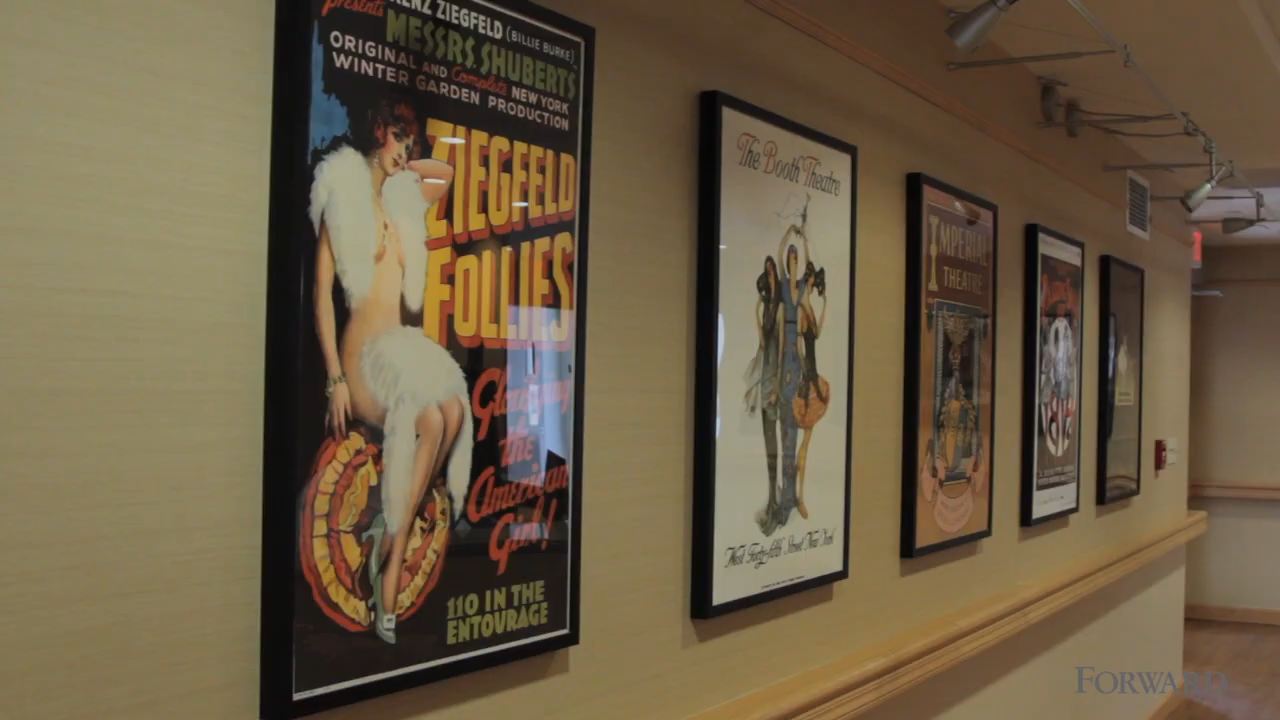 presents
ENZ ZIEGFELD (BILLIE BURKE)
MESSRS. SHUBERTS
ORIGINAL AND Complete NEW YORK
WINTER GARDEN PRODUCTION
ZIEGFELD
FOLLIES
Glorifying
the
American
Girl!
110 IN THE
ENTOURAGE
The Booth Theatre
West Forty-fifth Street New York
IMPERIAL
THEATRE
FORWARD